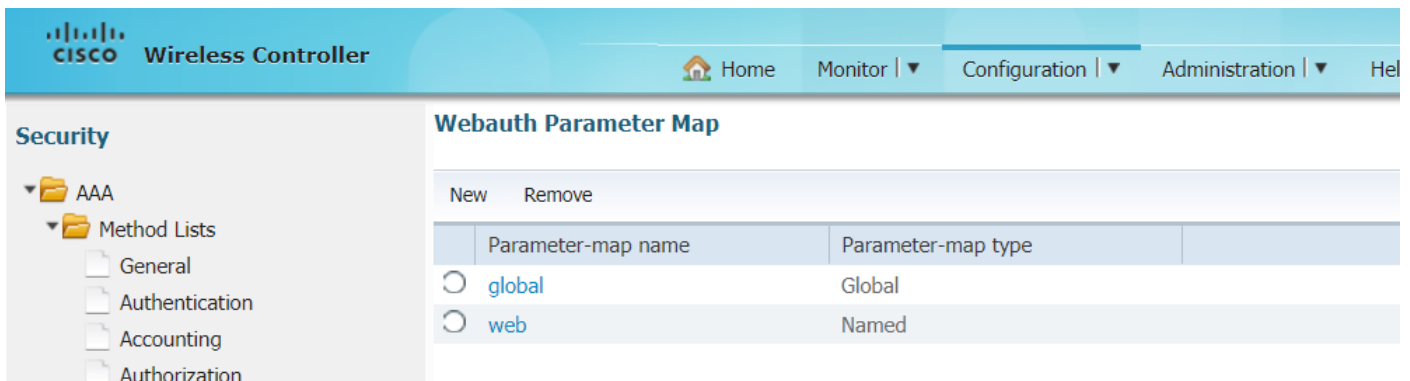 CISCO Wireless Controller
Home Monitor Configuration Administration Hel
Security
Webauth Parameter Map
AAA
New Remove
Method Lists
Parameter-map name Parameter-map type
General
global Global
Authentication
web Named
Accounting
Authorization